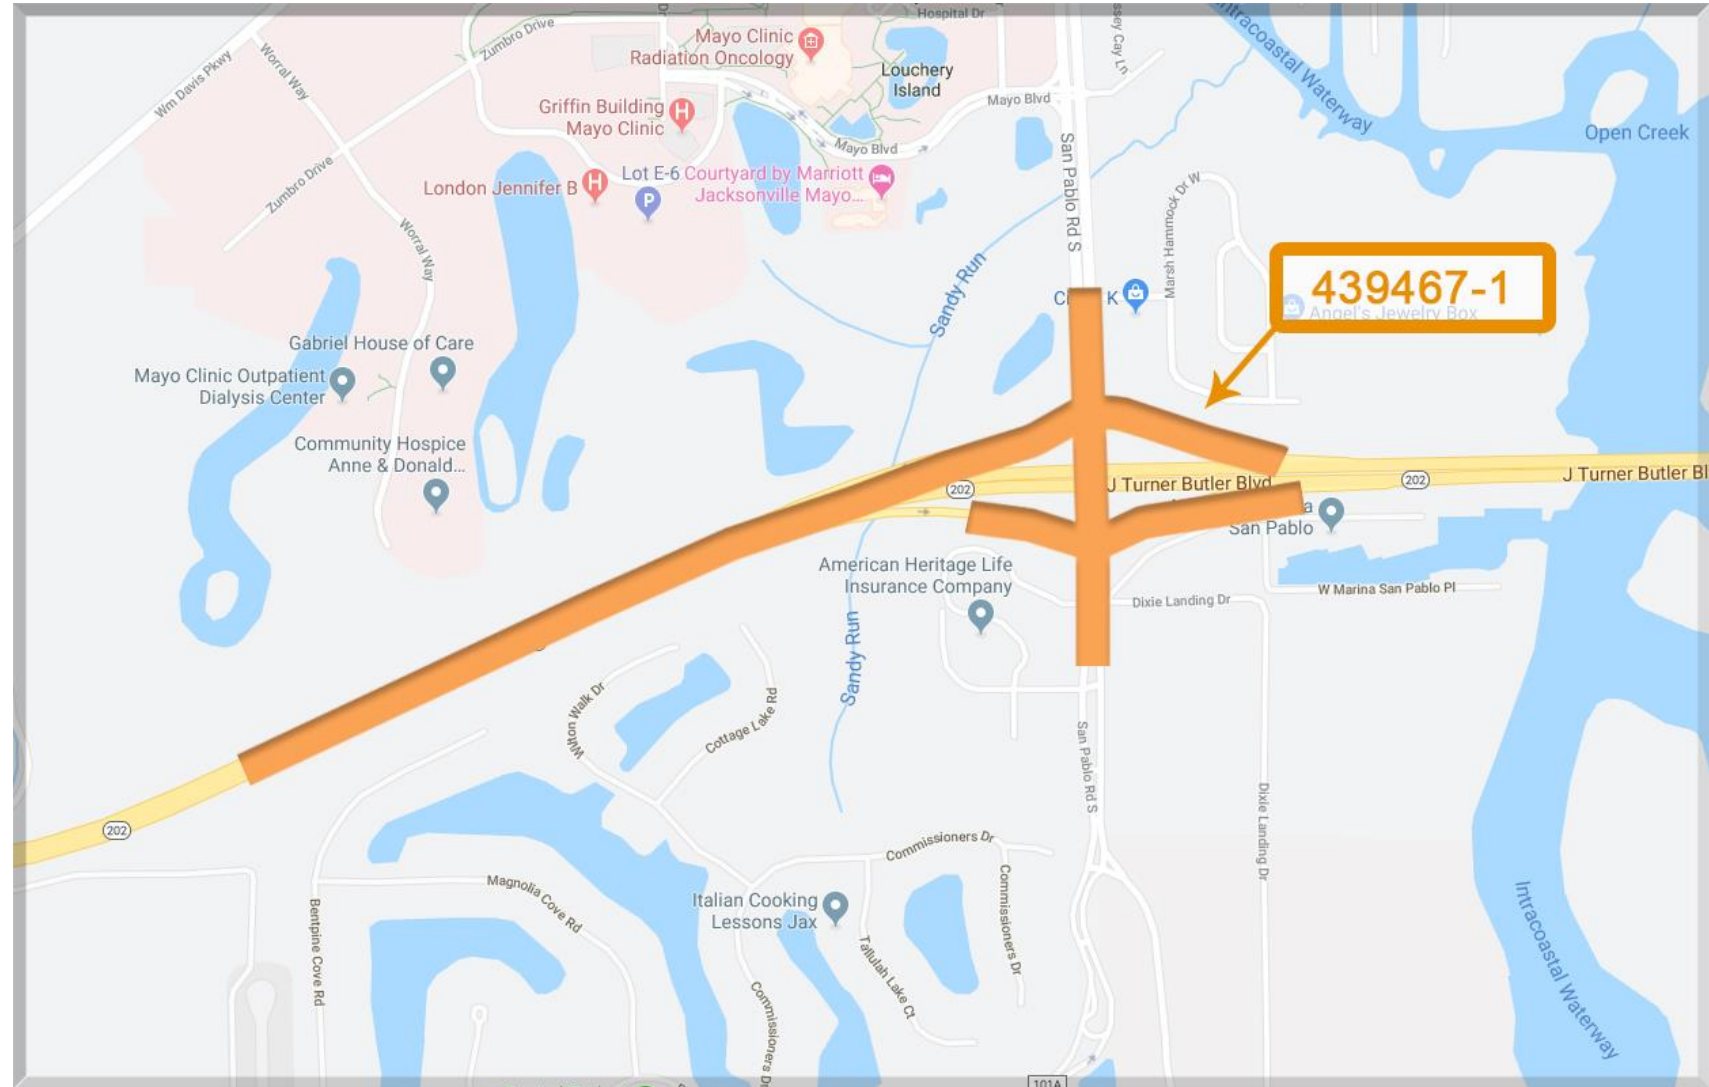 Hospital Dr
Mayo Clinic
Radiation Oncology
Zumbro Drive
Wm Davis Pkwy
Worral Way
Louchery
Island
Mayo Blvd
Intracoastal Waterway
Open Creek
Griffin Building
Mayo Clinic
Mayo Blvd
San Pablo Rd S
Zumbro Drive
London Jennifer B
Lot E-6
P
Courtyard by Marriott
Jacksonville Mayo...
Marsh Hammock Dr W
Worral Way
Sandy Run
K
439467-1
Angel's Jewelry Box
Gabriel House of Care
Mayo Clinic Outpatient
Dialysis Center
Community Hospice
Anne & Donald...
202
J Turner Butler Blvd
202
J Turner Butler Bl
a
San Pablo
American Heritage Life
Insurance Company
Dixie Landing Dr
W Marina San Pablo Pl
Sandy Run
Wilton Walk Dr
Cottage Lake Rd
San Pablo Rd S
Dixie Landing Dr
202
Commissioners Dr
Magnolia Cove Rd
Italian Cooking
Lessons Jax
Bentpine Cove Rd
Tallulah Lake Ct
Commissioners Dr
Commissioners Dr
Intracoastal Waterway
101A
H
H